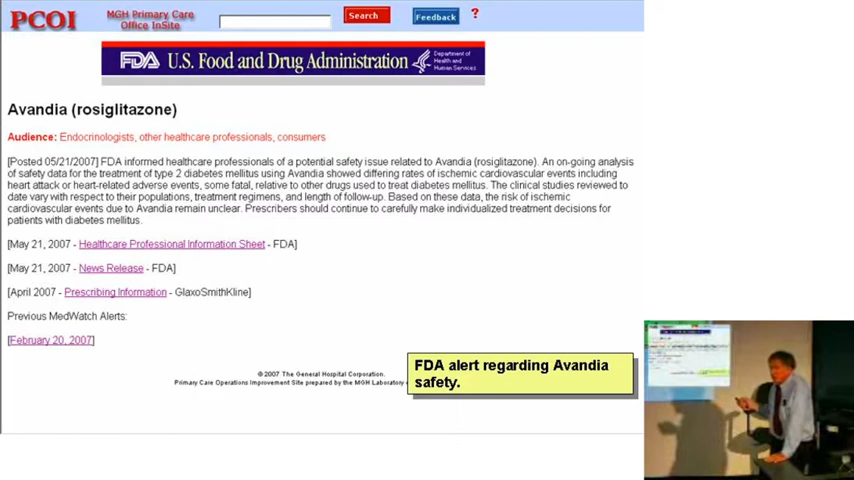 PCOI
MGH Primary Care
Office InSite
Search
Feedback
?
FDA U.S. Food and Drug Administration
Department of
Health and
Human Services
Avandia (rosiglitazone)
Audience: Endocrinologists, other healthcare professionals, consumers
[Posted 05/21/2007] FDA informed healthcare professionals of a potential safety issue related to Avandia (rosiglitazone). An on-going analysis
of safety data for the treatment of type 2 diabetes mellitus using Avandia showed differing rates of ischemic cardiovascular events including
heart attack or heart-related adverse events, some fatal, relative to other drugs used to treat diabetes mellitus. The clinical studies reviewed to
date vary with respect to their populations, treatment regimens, and length of follow-up. Based on these data, the risk of ischemic
cardiovascular events due to Avandia remain unclear. Prescribers should continue to carefully make individualized treatment decisions for
patients with diabetes mellitus.
[May 21, 2007 - Healthcare Professional Information Sheet - FDA]
[May 21, 2007 - News Release - FDA]
[April 2007 - Prescribing Information - GlaxoSmithKline]
Previous MedWatch Alerts:
[February 20, 2007]
FDA alert regarding Avandia
safety.
© 2007 The General Hospital Corporation.
Primary Care Operations Improvement Site prepared by the MGH Laboratory